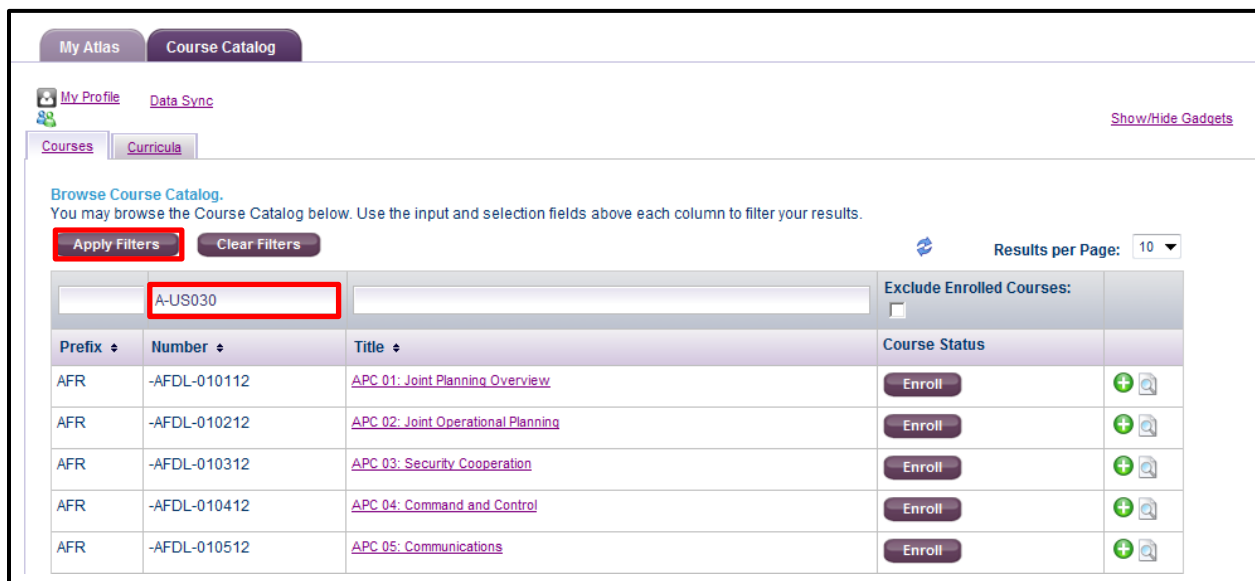 My Atlas Course Catalog
My Profile Data Sync
Show/Hide Gadgets
Courses Curricula
Browse Course Catalog.
You may browse the Course Catalog below. Use the input and selection fields above each column to filter your results.
Apply Filters Clear Filters Results per Page: 10
A-US030 Exclude Enrolled Courses:
Prefix Number Title Course Status
AFR -AFDL-010112 APC 01: Joint Planning Overview Enroll
AFR -AFDL-010212 APC 02: Joint Operational Planning Enroll
AFR -AFDL-010312 APC 03: Security Cooperation Enroll
AFR -AFDL-010412 APC 04: Command and Control Enroll
AFR -AFDL-010512 APC 05: Communications Enroll